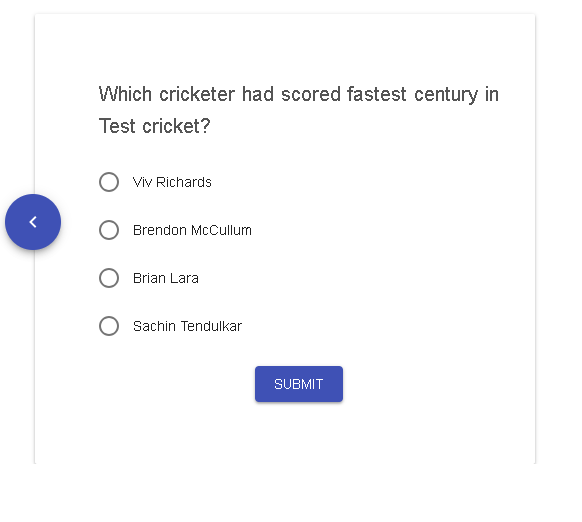 Which cricketer had scored fastest century in
Test cricket?
Viv Richards
Brendon McCullum
Brian Lara
Sachin Tendulkar
SUBMIT